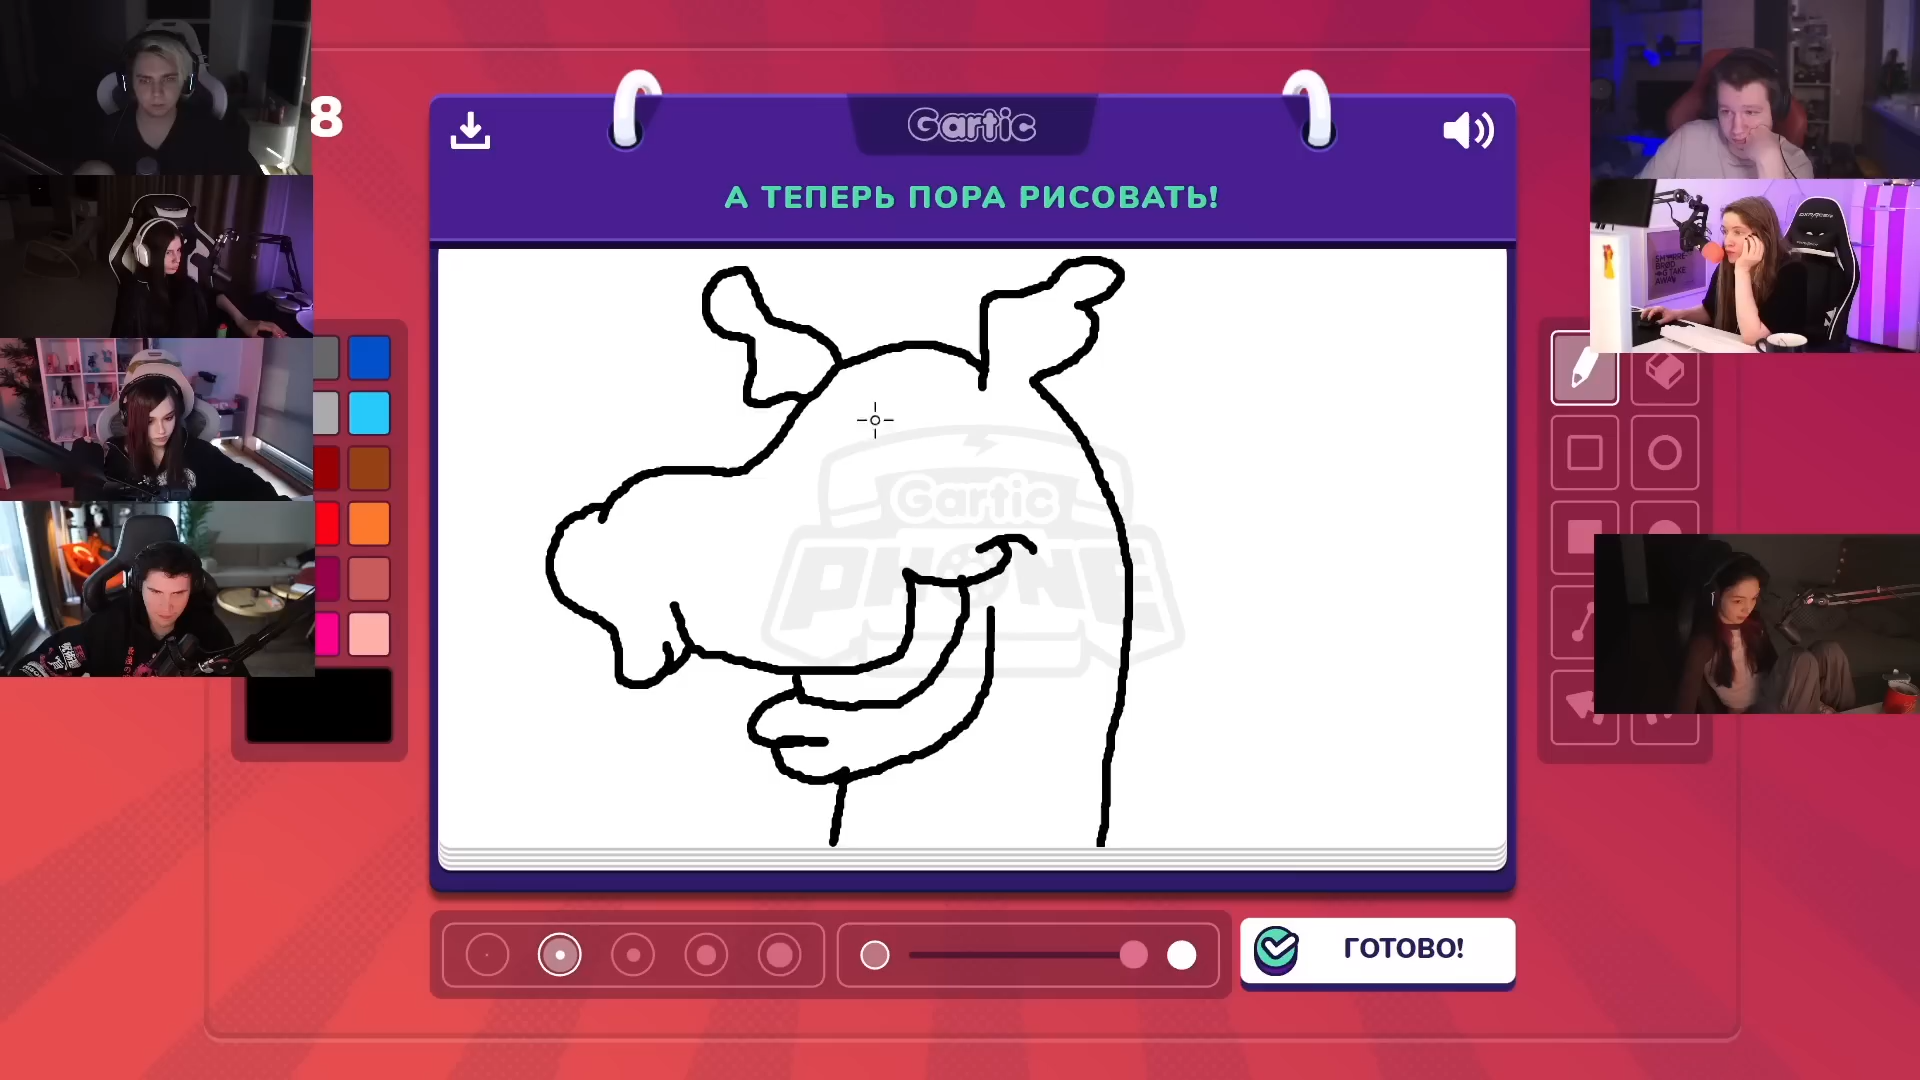 8
Gartic
А ТЕПЕРЬ ПОРА РИСОВАТЬ!
Gartic
PHONE
ГОТОВО!